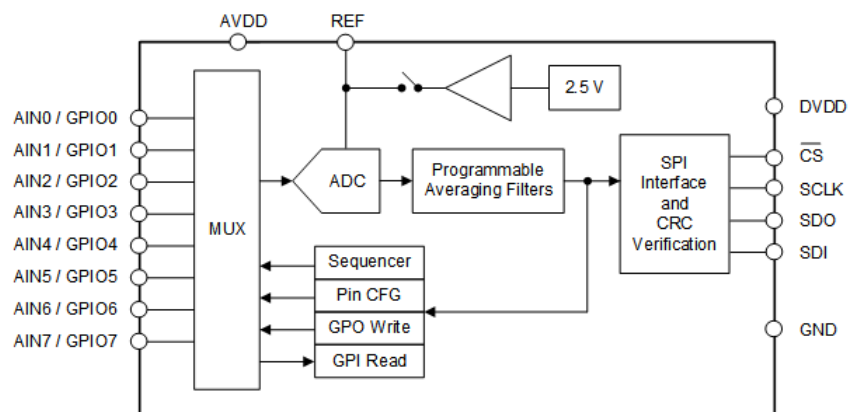 AVDD
REF
2.5 V
AIN0 / GPIO0
AIN1 / GPIO1
AIN2 / GPIO2
AIN3 / GPIO3
AIN4 / GPIO4
AIN5 / GPIO5
AIN6 / GPIO6
AIN7 / GPIO7
MUX
ADC
Programmable
Averaging Filters
Sequencer
Pin CFG
GPO Write
GPI Read
SPI
Interface
and
CRC
Verification
DVDD
CS
SCLK
SDO
SDI
GND